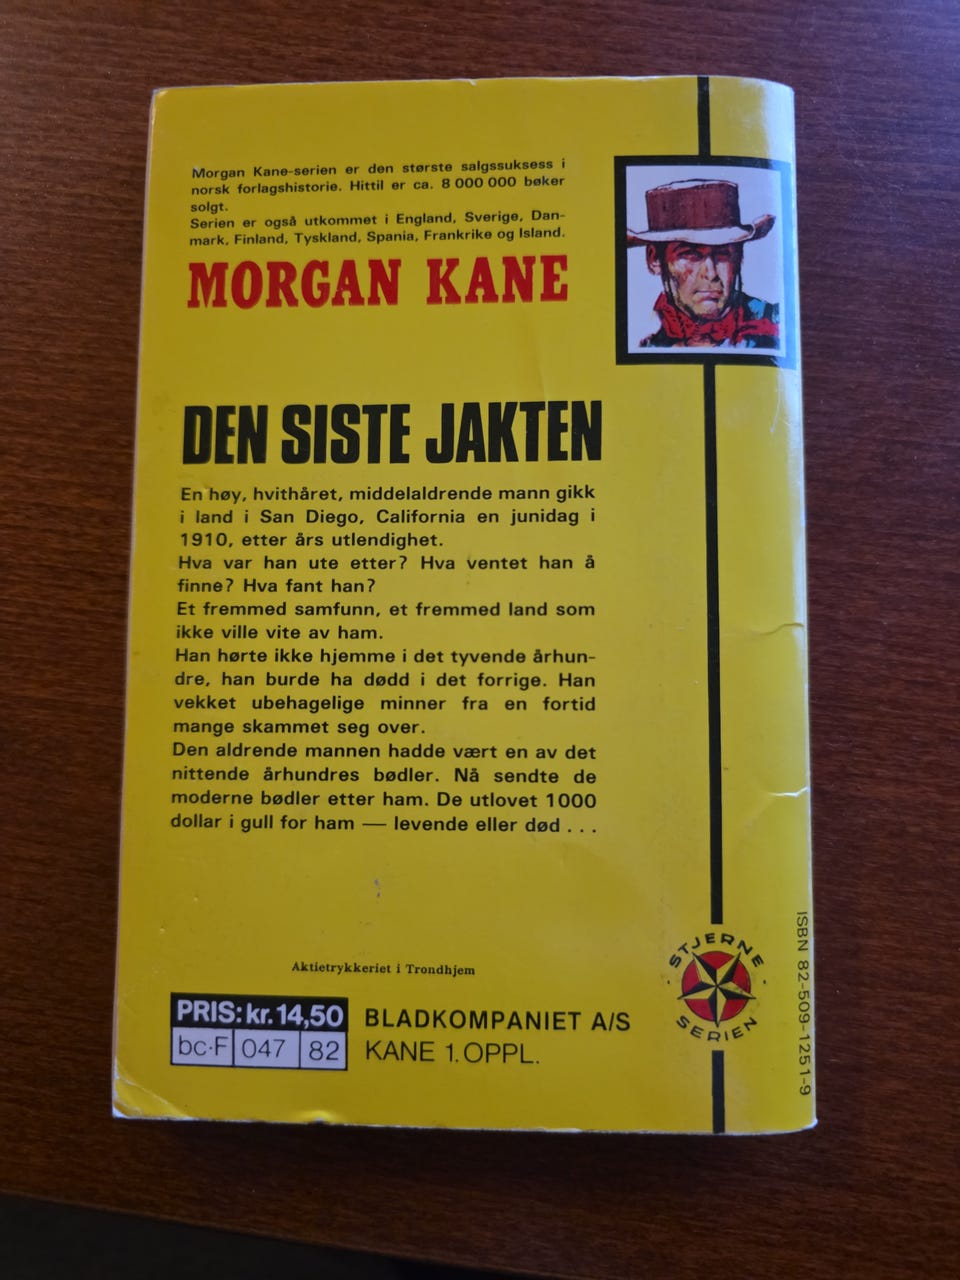 Morgan Kane-serien er den største salgssuksess i
norsk forlagshistorie. Hittil er ca. 8 000 000 bøker
solgt.
Serien er også utkommet i England, Sverige, Dan-
mark, Finland, Tyskland, Spania, Frankrike og Island.
MORGAN KANE
DEN SISTE JAKTEN
En høy, hvithåret, middelaldrende mann gikk
i land i San Diego, California en junidag i
1910, etter års utlendighet.
Hva var han ute etter? Hva ventet han å
finne? Hva fant han?
Et fremmed samfunn, et fremmed land som
ikke ville vite av ham.
Han hørte ikke hjemme i det tyvende århun-
dre, han burde ha dødd i det forrige. Han
vekket ubehagelige minner fra en fortid
mange skammet seg over.
Den aldrende mannen hadde vært en av det
nittende århundres bødler. Nå sendte de
moderne bødler etter ham. De utlovet 1000
dollar i gull for ham — levende eller død . . .
Aktietrykkeriet i Trondhjem
PRIS: kr. 14,50
bc-F 047 82
BLADKOMPANIET A/S
KANE 1. OPPL.
STJERNE
SERIEN
ISBN 82-509-1251-9